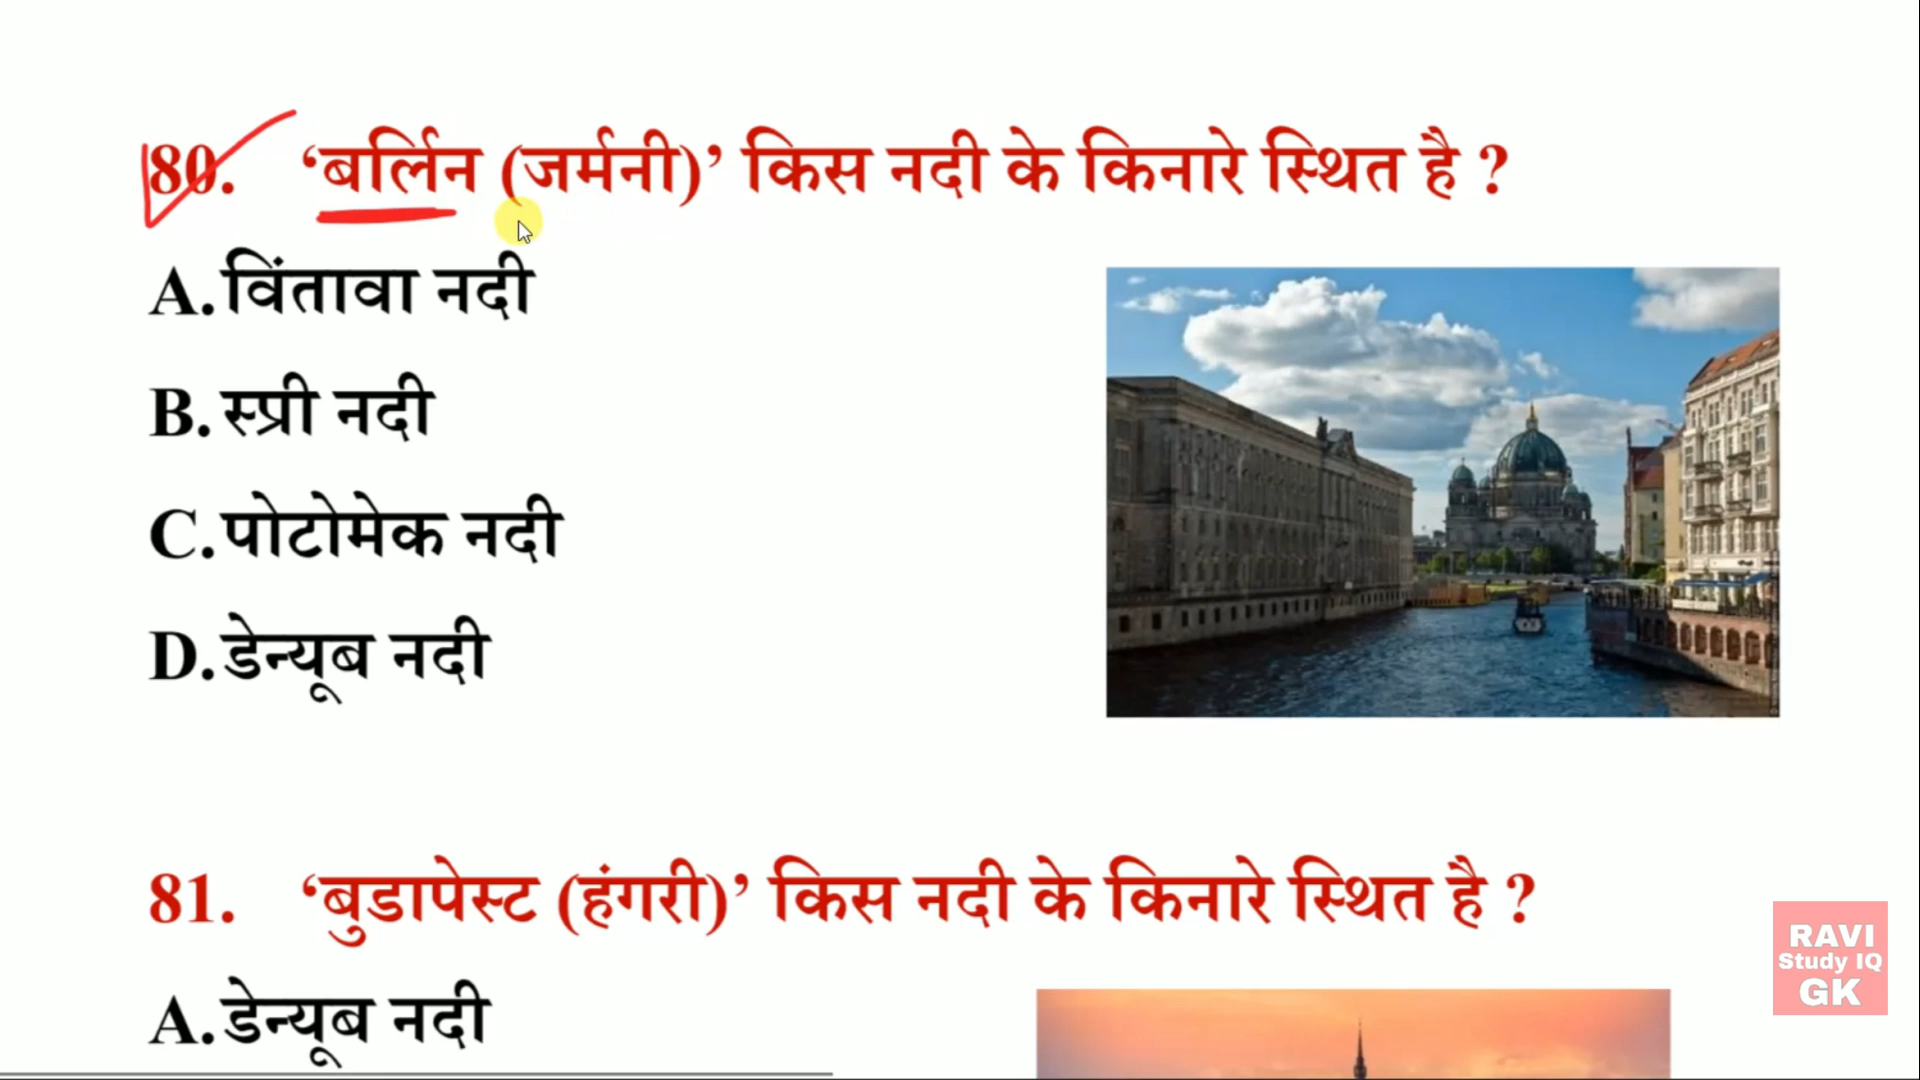 80. ‘बर्लिन (जर्मनी)’ किस नदी के किनारे स्थित है ?
A. विंतावा नदी
B. स्प्री नदी
C. पोटोमेक नदी
D. डेन्यूब नदी
81. ‘बुडापेस्ट (हंगरी)’ किस नदी के किनारे स्थित है ?
A. डेन्यूब नदी
RAVI
Study IQ
GK